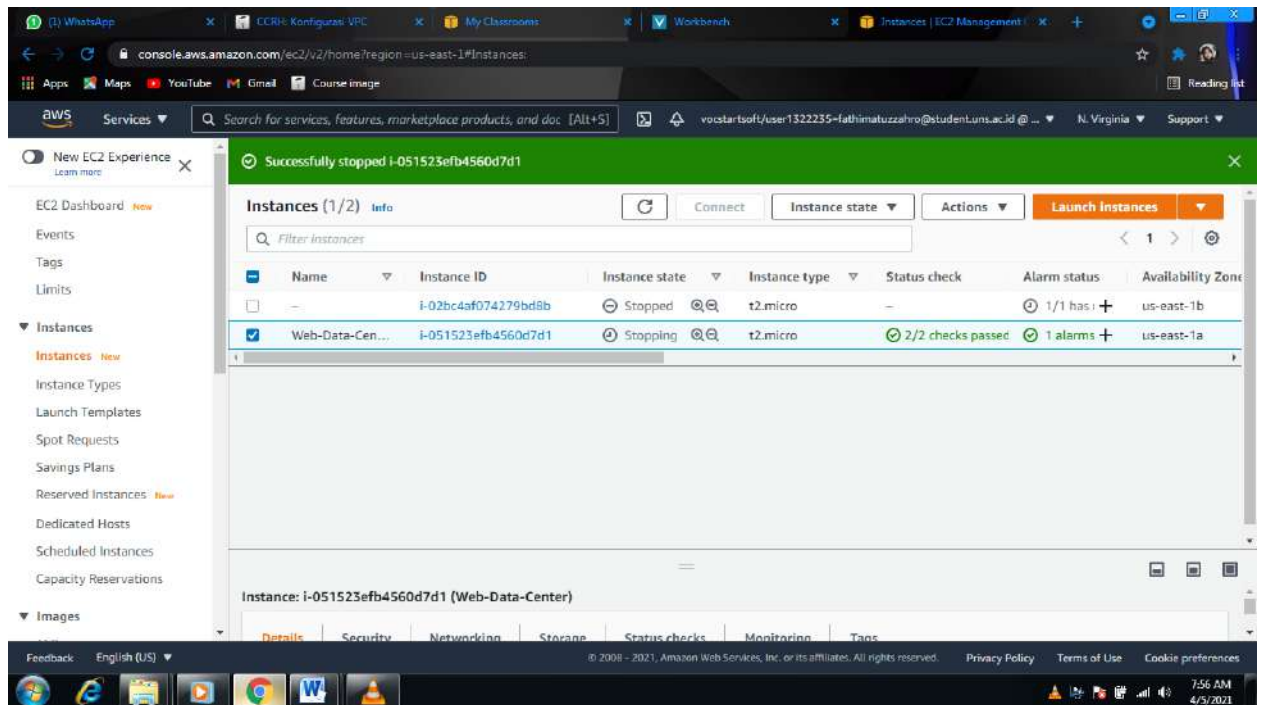 (1) WhatsApp CCRH: Konfigurasi VPC My Classrooms Workbench Instances | EC2 Management
console.aws.amazon.com/ec2/v2/home?region=us-east-1#Instances:
Apps Maps YouTube Gmail Course image Reading list
aws Services Search for services, features, marketplace products, and doc [Alt+S] vocstartsoft/user1322235=fathimatuzzahro@student.uns.ac.id @ ... N. Virginia Support
New EC2 Experience
Learn more
Successfully stopped i-051523efb4560d7d1
EC2 Dashboard New
Events
Tags
Limits
Instances
Instances New
Instance Types
Launch Templates
Spot Requests
Savings Plans
Reserved Instances New
Dedicated Hosts
Scheduled Instances
Capacity Reservations
Images
Instances (1/2) Info Connect Instance state Actions Launch instances
Filter instances 1
Name Instance ID Instance state Instance type Status check Alarm status Availability Zone
– i-02bc4af074279bd8b Stopped t2.micro – 1/1 has us-east-1b
Web-Data-Cen... i-051523efb4560d7d1 Stopping t2.micro 2/2 checks passed 1 alarms us-east-1a
Instance: i-051523efb4560d7d1 (Web-Data-Center)
Details Security Networking Storage Status checks Monitoring Tags
Feedback English (US) © 2008 - 2021, Amazon Web Services, Inc. or its affiliates. All rights reserved. Privacy Policy Terms of Use Cookie preferences
7:56 AM
4/5/2021